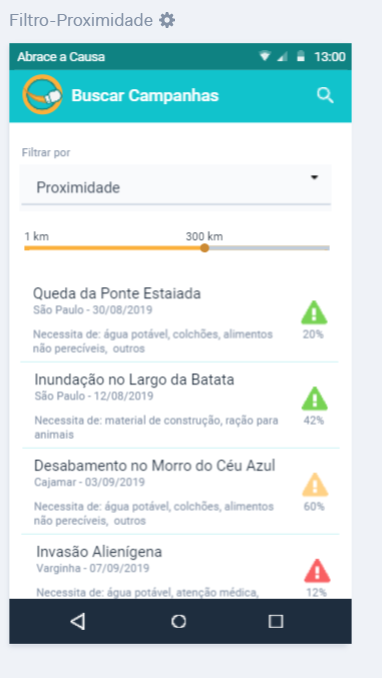 Filtro-Proximidade
Abrace a Causa 13:00
Buscar Campanhas
Filtrar por
Proximidade
1 km 300 km
Queda da Ponte Estaiada
São Paulo - 30/08/2019
Necessita de: água potável, colchões, alimentos
não perecíveis, outros
20%
Inundação no Largo da Batata
São Paulo - 12/08/2019
Necessita de: material de construção, ração para
animais
42%
Desabamento no Morro do Céu Azul
Cajamar - 03/09/2019
Necessita de: água potável, colchões, alimentos
não perecíveis, outros
60%
Invasão Alienígena
Varginha - 07/09/2019
Necessita de: água potável, atenção médica,
12%